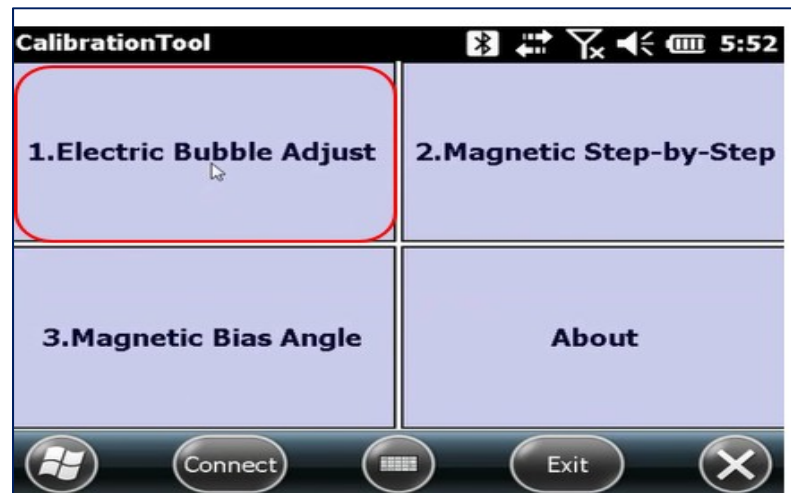 CalibrationTool 5:52
1.Electric Bubble Adjust 2.Magnetic Step-by-Step
3.Magnetic Bias Angle About
Connect Exit